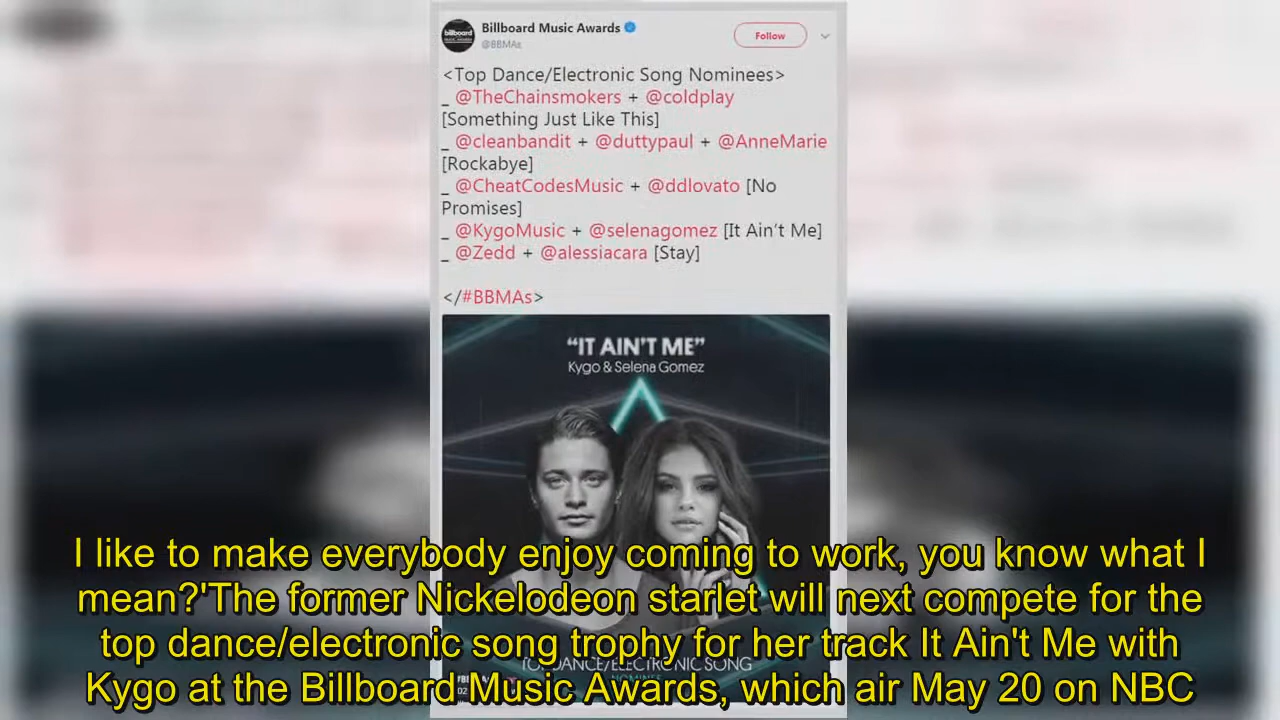 Billboard Music Awards
@BBMAs
Follow
<Top Dance/Electronic Song Nominees>
_ @TheChainsmokers + @coldplay
[Something Just Like This]
_ @cleanbandit + @duttypaul + @AnneMarie
[Rockabye]
_ @CheatCodesMusic + @ddlovato [No
Promises]
_ @KygoMusic + @selenagomez [It Ain't Me]
_ @Zedd + @alessiacara [Stay]
</#BBMAs>
“IT AIN'T ME”
Kygo & Selena Gomez
I like to make everybody enjoy coming to work, you know what I
mean?'The former Nickelodeon starlet will next compete for the
top dance/electronic song trophy for her track It Ain't Me with
TOP DANCE/ELECTRONIC SONG
Kygo at the Billboard Music Awards, which air May 20 on NBC